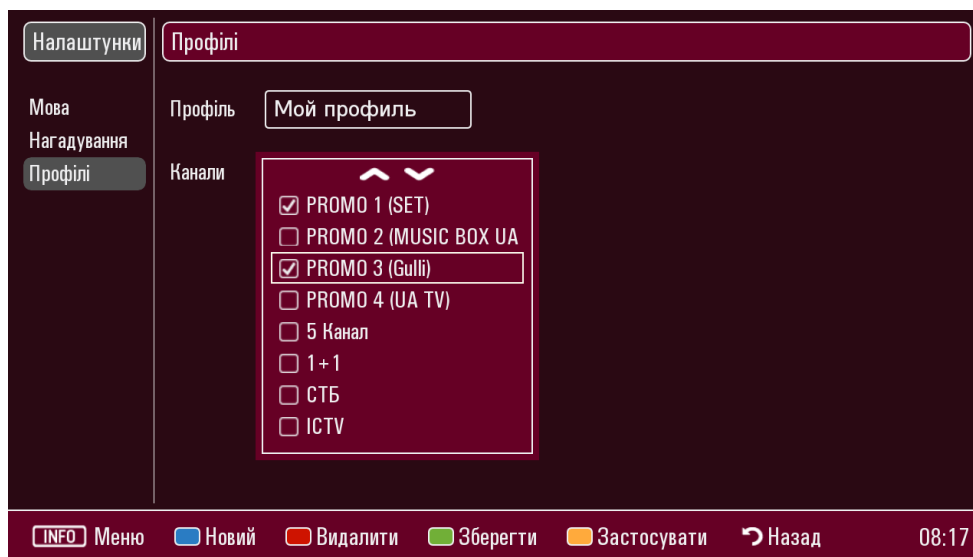 Налаштунки
Профілі
Мова
Нагадування
Профілі
Профіль
Мой профиль
Канали
PROMO 1 (SET)
PROMO 2 (MUSIC BOX UA
PROMO 3 (Gulli)
PROMO 4 (UA TV)
5 Канал
1+1
СТБ
ICTV
INFO Меню Новий Видалити Зберегти Застосувати Назад 08:17